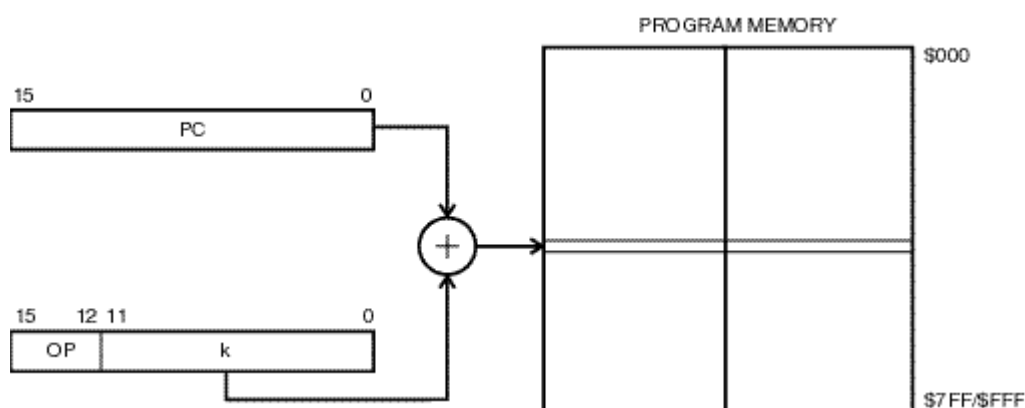 PROGRAM MEMORY
$000
15 0
PC
+
15 12 11 0
OP k
$7FF/$FFF